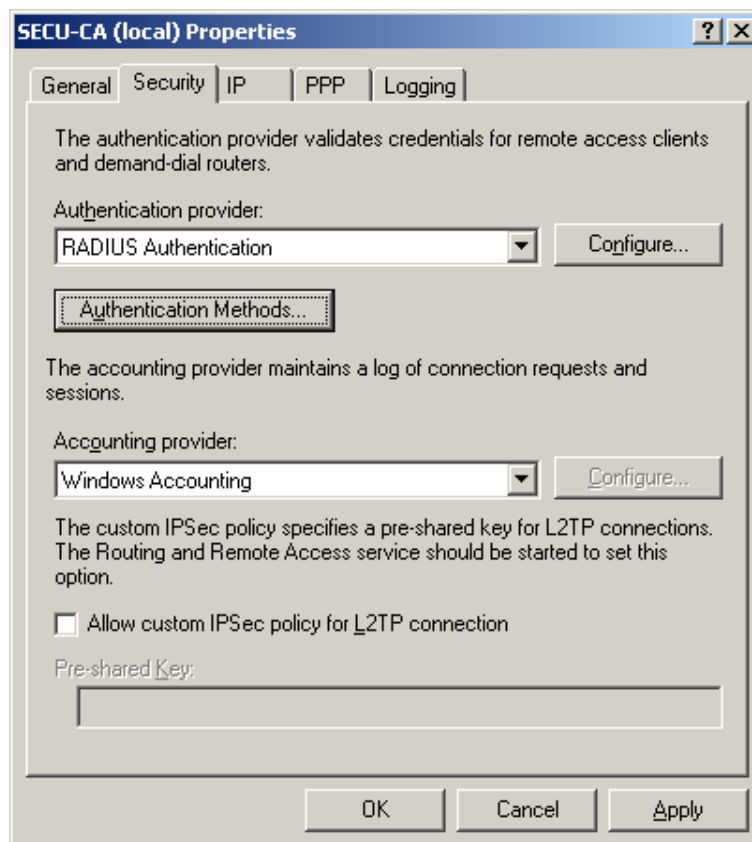 SECU-CA (local) Properties
General Security IP PPP Logging
The authentication provider validates credentials for remote access clients
and demand-dial routers.
Authentication provider:
RADIUS Authentication Configure...
Authentication Methods...
The accounting provider maintains a log of connection requests and
sessions.
Accounting provider:
Windows Accounting Configure...
The custom IPSec policy specifies a pre-shared key for L2TP connections.
The Routing and Remote Access service should be started to set this
option.
Allow custom IPSec policy for L2TP connection
Pre-shared Key:
OK Cancel Apply